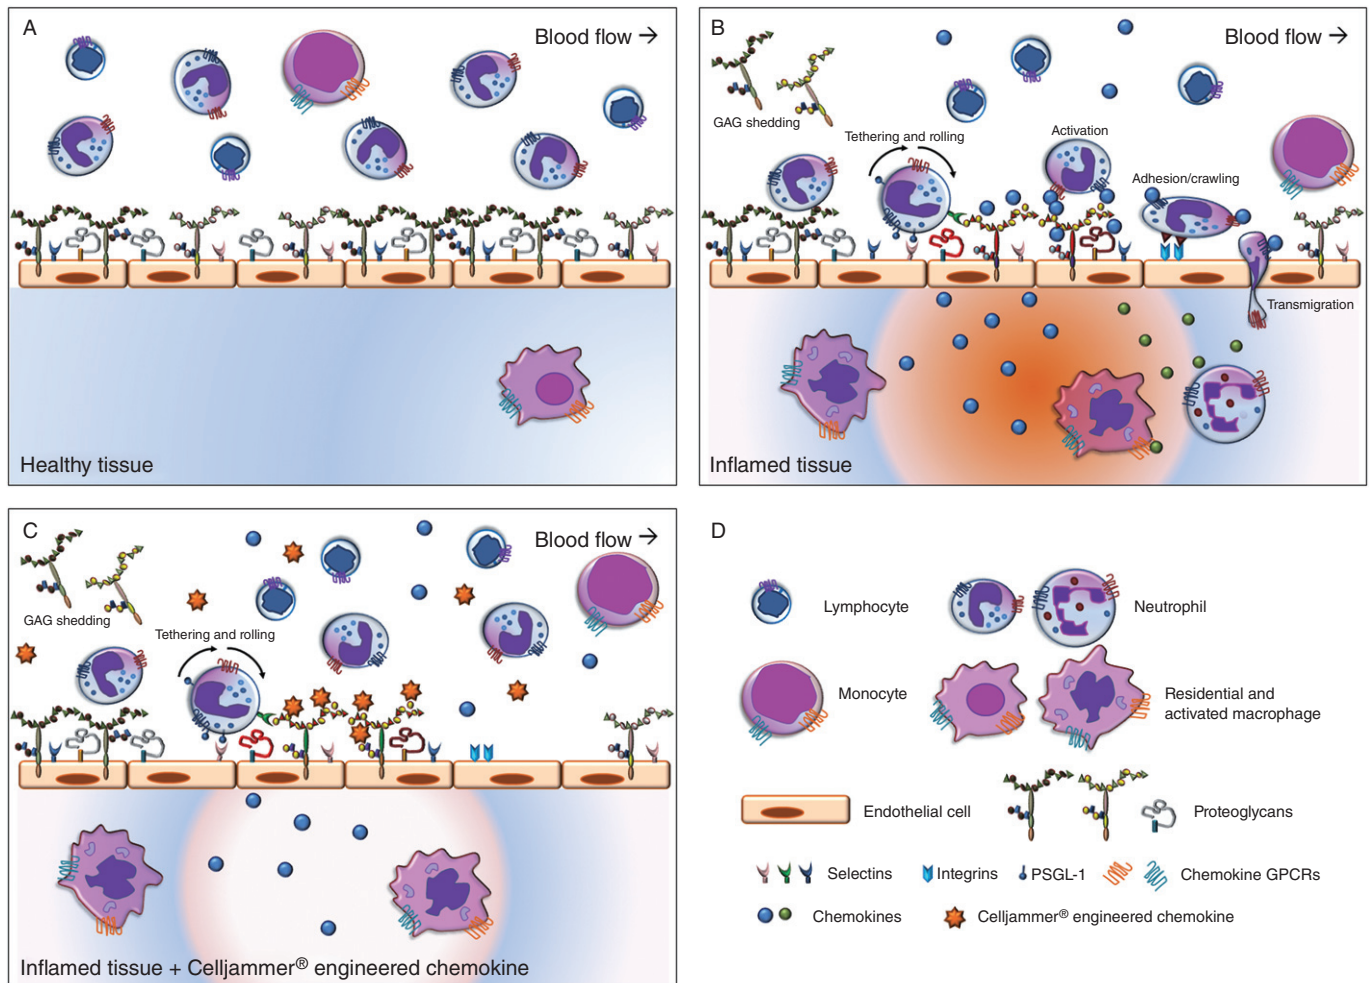 A
Blood flow →
Healthy tissue
B
Blood flow →
GAG shedding
Tethering and rolling
Activation
Adhesion/crawling
Transmigration
Inflamed tissue
C
Blood flow →
GAG shedding
Tethering and rolling
Inflamed tissue + Celljammer® engineered chemokine
D
Lymphocyte
Neutrophil
Monocyte
Residential and
activated macrophage
Endothelial cell
Proteoglycans
Selectins
Integrins
PSGL-1
Chemokine GPCRs
Chemokines
Celljammer® engineered chemokine